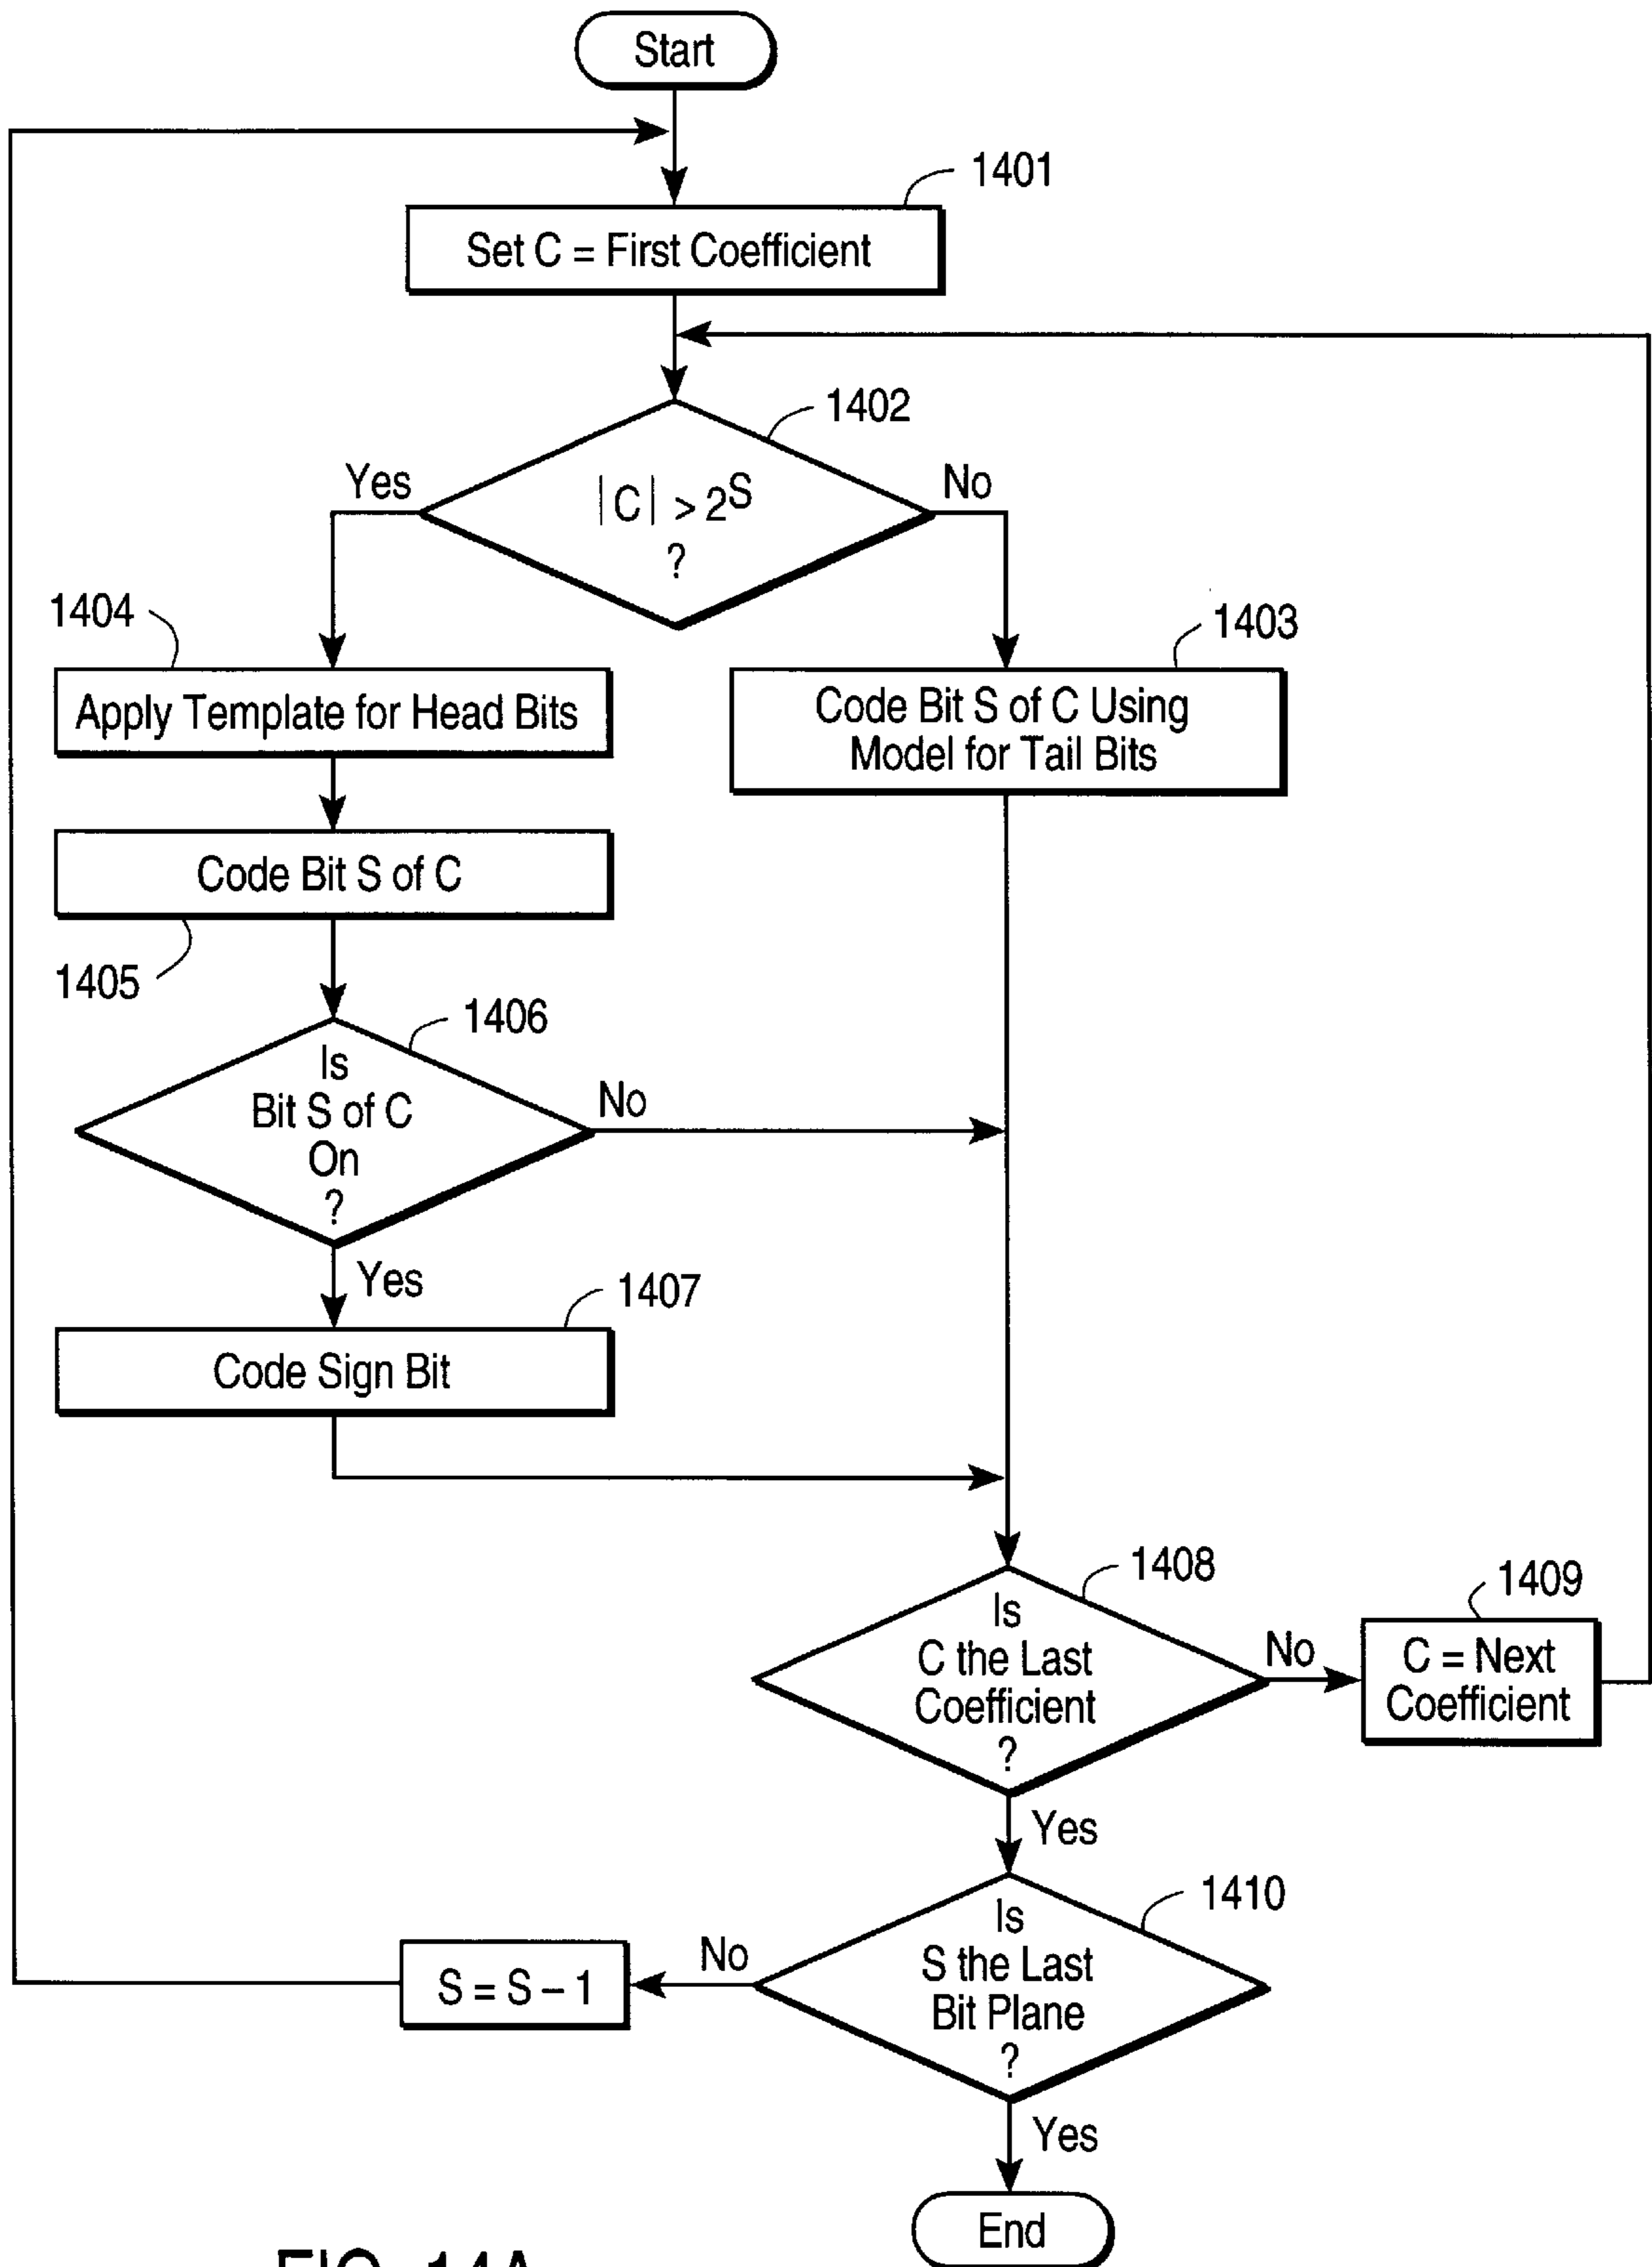 Start
1401
Set C = First Coefficient
1402
|C| > 2^S
?
Yes
No
1404
1403
Apply Template for Head Bits
Code Bit S of C Using
Model for Tail Bits
Code Bit S of C
1405
1406
Is
Bit S of C
On
?
No
Yes
1407
Code Sign Bit
1408
Is
C the Last
Coefficient
?
No
1409
C = Next
Coefficient
Yes
1410
Is
S the Last
Bit Plane
?
No
S = S – 1
Yes
End
FIG. 14A